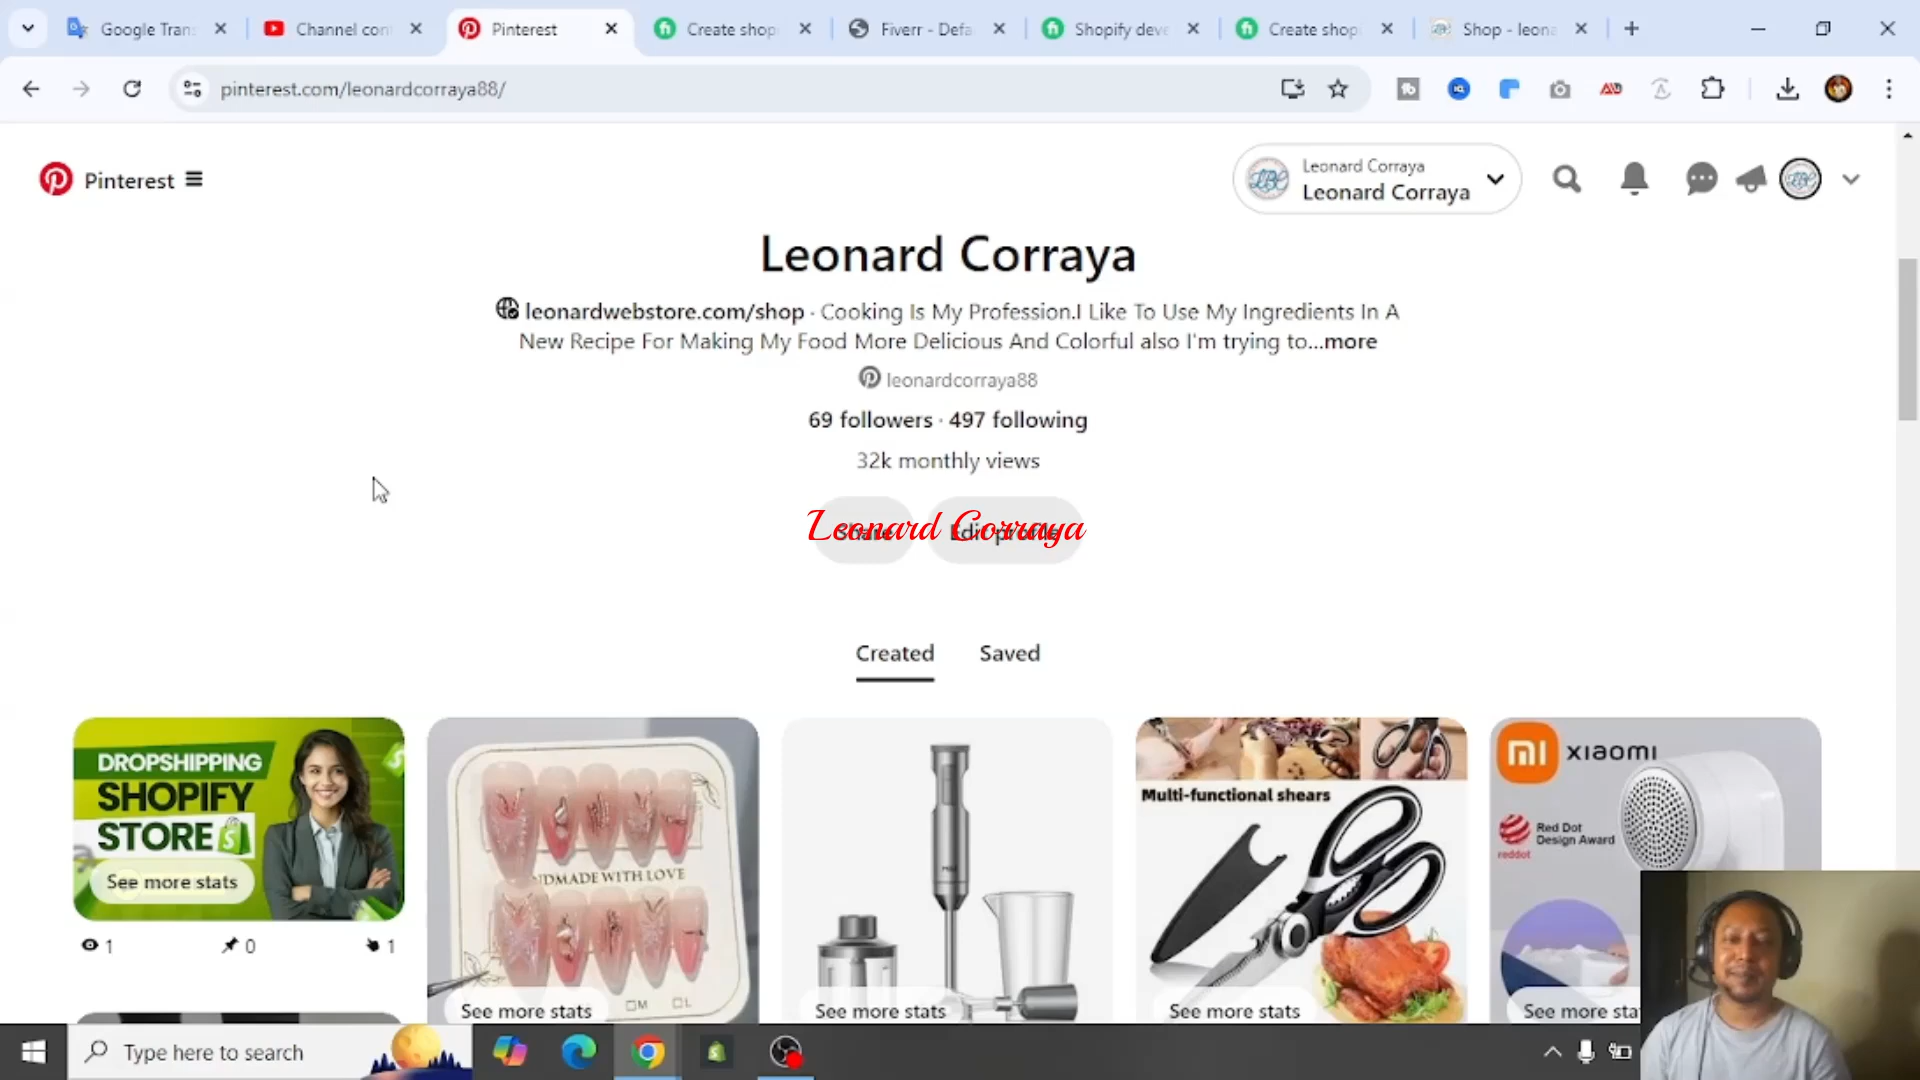 Google Tran
Channel con
Pinterest
Create shop
Fiverr - Defa
Shopify deve
Create shop
Shop - leona
pinterest.com/leonardcorraya88/
Pinterest
Leonard Corraya
Leonard Corraya
Leonard Corraya
leonardwebstore.com/shop · Cooking Is My Profession.I Like To Use My Ingredients In A
New Recipe For Making My Food More Delicious And Colorful also I'm trying to...more
leonardcorraya88
69 followers · 497 following
32k monthly views
Share Edit profile
Leonard Corraya
Created Saved
DROPSHIPPING
SHOPIFY
STORE
See more stats
1 0 1
NDMADE WITH LOVE
M L
See more stats
See more stats
Multi-functional shears
See more stats
xiaomi
Red Dot
Design Award
reddot
See more sta
Type here to search